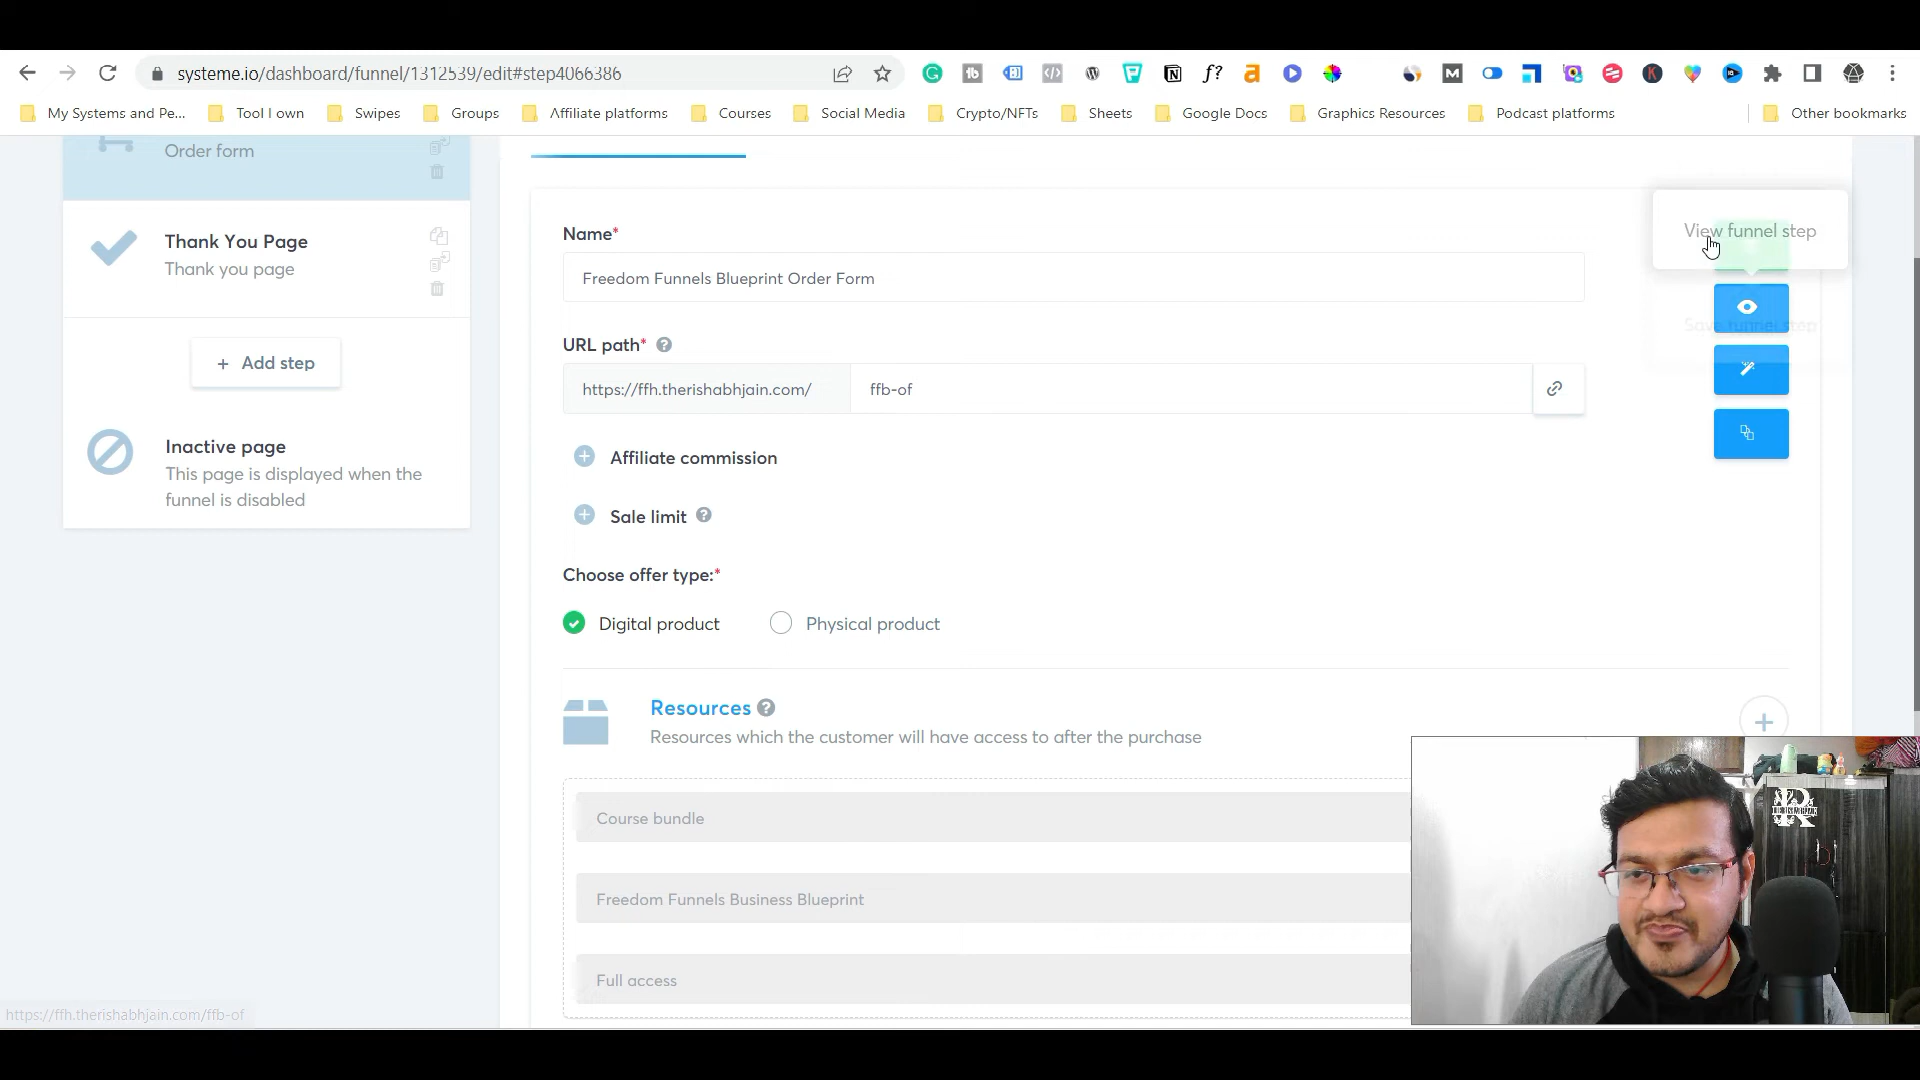 systeme.io/dashboard/funnel/1312539/edit#step4066386
My Systems and Pe...
Tool I own
Swipes
Groups
Affiliate platforms
Courses
Social Media
Crypto/NFTs
Sheets
Google Docs
Graphics Resources
Podcast platforms
Other bookmarks
Order form
Thank You Page
Thank you page
+ Add step
Inactive page
This page is displayed when the
funnel is disabled
Name*
Freedom Funnels Blueprint Order Form
View funnel step
Save funnel step
URL path*
https://ffh.therishabhjain.com/
ffb-of
Affiliate commission
Sale limit
Choose offer type:*
Digital product
Physical product
Resources
Resources which the customer will have access to after the purchase
Course bundle
Freedom Funnels Business Blueprint
Full access
THERISHABHJAIN
https://ffh.therishabhjain.com/ffb-of